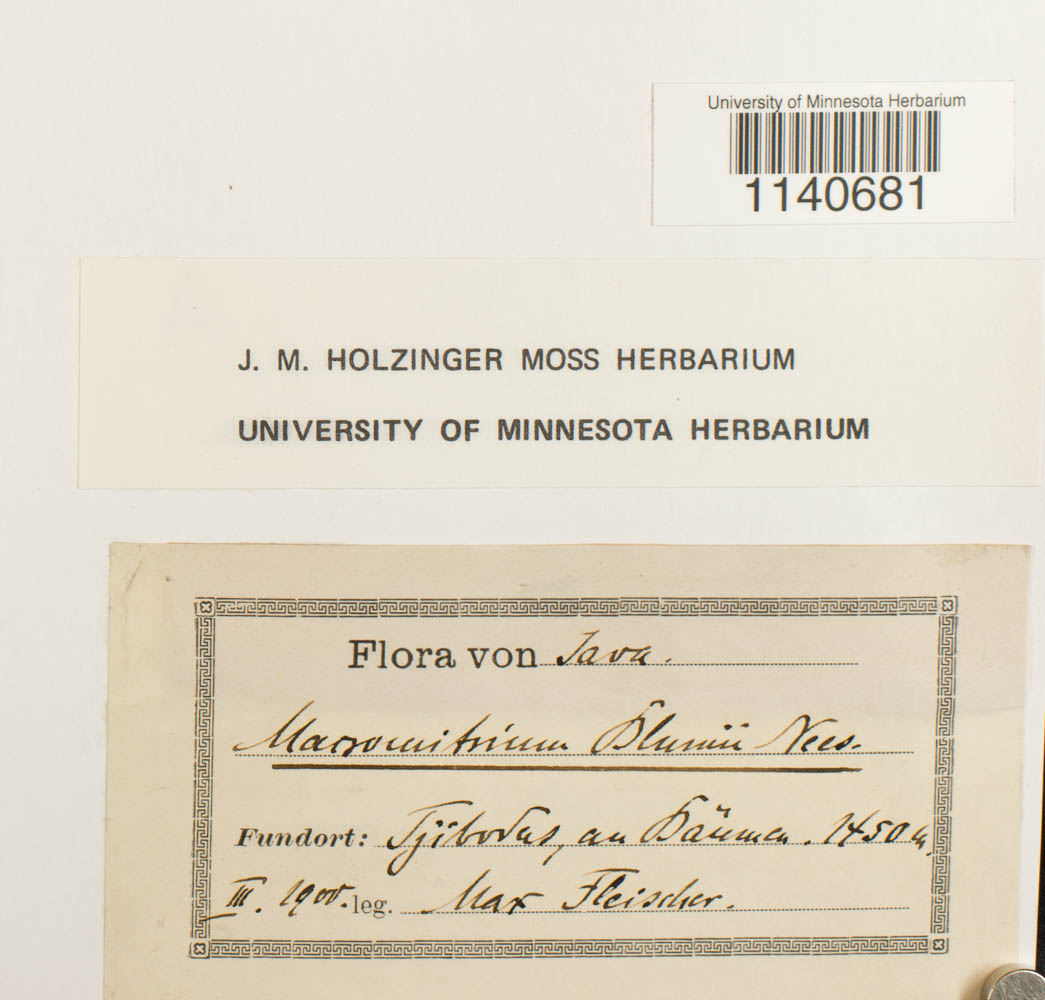 University of Minnesota Herbarium
1140681
J. M. HOLZINGER MOSS HERBARIUM
UNIVERSITY OF MINNESOTA HERBARIUM
Flora von Java.
Macromitrium Blumii Nees.
Fundort: Tjibodas, an Bäumen. 1450 m.
III. 1900. leg. Max Fleischer.